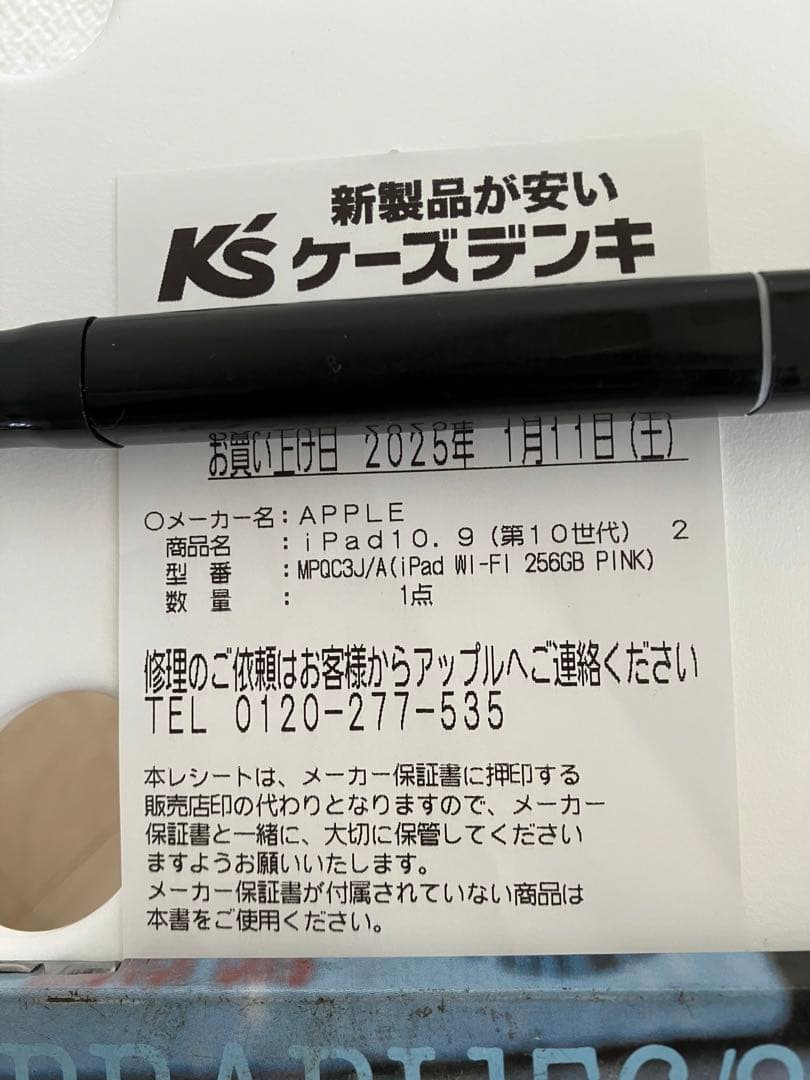 新製品が安い
K's ケーズデンキ
お買い上げ日 2025年 1月11日(土)
○メーカー名:APPLE
商品名 :iPad10.9(第10世代) 2
型 番 :MPQC3J/A(iPad WI-FI 256GB PINK)
数 量 : 1点
修理のご依頼はお客様からアップルへご連絡ください
TEL 0120-277-535
本レシートは、メーカー保証書に押印する
販売店印の代わりとなりますので、メーカー
保証書と一緒に、大切に保管してください
ますようお願いいたします。
メーカー保証書が付属されていない商品は
本書をご使用ください。